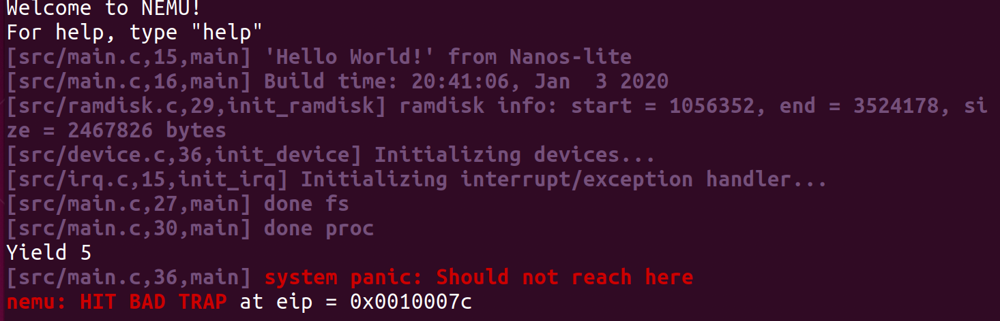 Welcome to NEMU!
For help, type "help"
[src/main.c,15,main] 'Hello World!' from Nanos-lite
[src/main.c,16,main] Build time: 20:41:06, Jan  3 2020
[src/ramdisk.c,29,init_ramdisk] ramdisk info: start = 1056352, end = 3524178, si
ze = 2467826 bytes
[src/device.c,36,init_device] Initializing devices...
[src/irq.c,15,init_irq] Initializing interrupt/exception handler...
[src/main.c,27,main] done fs
[src/main.c,30,main] done proc
Yield 5
[src/main.c,36,main] system panic: Should not reach here
nemu: HIT BAD TRAP at eip = 0x0010007c